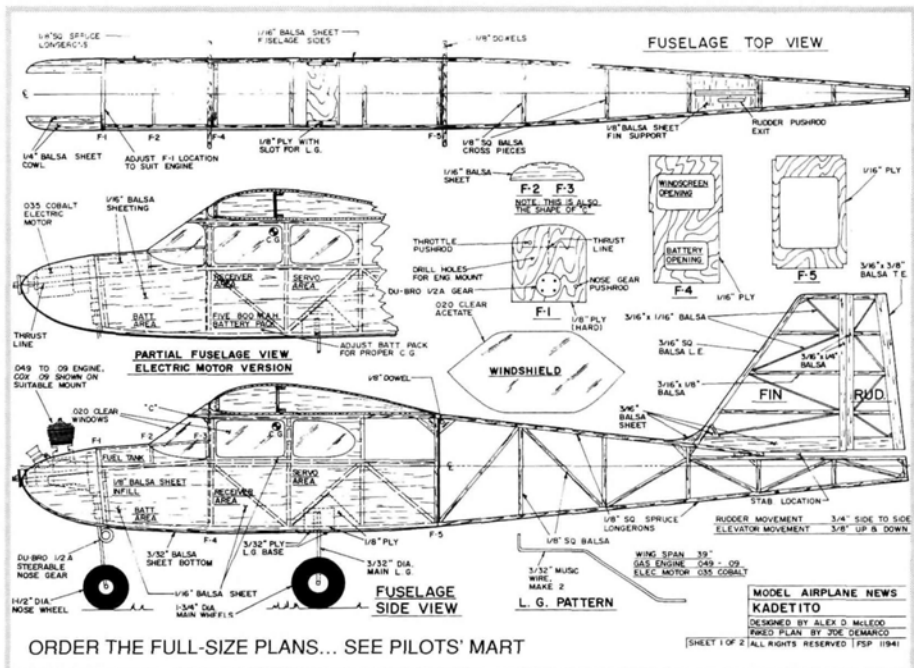 1/8" SQ SPRUCE
LONGERONS
1/16" BALSA SHEET
FUSELAGE SIDES
1/8" DOWELS
FUSELAGE TOP VIEW
1/4" BALSA SHEET
COWL
F-1
F-2
F-4
F-5
ADJUST F-1 LOCATION
TO SUIT ENGINE
1/8" PLY WITH
SLOT FOR L.G.
1/8" SQ BALSA
CROSS PIECES
1/8" BALSA SHEET
FIN SUPPORT
RUDDER PUSHROD
EXIT
.035 COBALT
ELECTRIC
MOTOR
1/16" BALSA
SHEETING
C.G.
RECEIVER
AREA
SERVO
AREA
BATT
AREA
FIVE 800 M.A.H.
BATTERY PACK
THRUST
LINE
PARTIAL FUSELAGE VIEW
ELECTRIC MOTOR VERSION
ADJUST BATT PACK
FOR PROPER C.G.
1/16" BALSA
SHEET
F-2 F-3
NOTE: THIS IS ALSO
THE SHAPE OF "C"
THROTTLE
PUSHROD
THRUST
LINE
DRILL HOLES
FOR ENG MOUNT
DU-BRO 1/2A GEAR
NOSE GEAR
PUSHROD
F-1
1/8" PLY
(HARD)
WINDSCREEN
OPENING
BATTERY
OPENING
F-4
1/16" PLY
1/16" PLY
F-5
.020 CLEAR
ACETATE
WINDSHIELD
3/16" x 3/8"
BALSA T.E.
3/16" x 1/16" BALSA
3/16" SQ
BALSA L.E.
3/16" x 1/4"
BALSA
3/16" x 1/8"
BALSA
3/16"
BALSA
SHEET
FIN
RUD.
.049 TO .09 ENGINE,
COX .09 SHOWN ON
SUITABLE MOUNT
.020 CLEAR
WINDOWS
"C"
1/8" DOWEL
F-1
F-2
F-3
C.G.
FUEL TANK
1/8" BALSA SHEET
INFILL
BATT
AREA
RECEIVER
AREA
SERVO
AREA
F-4
F-5
STAB LOCATION
1/8" SQ SPRUCE
LONGERONS
1/8" SQ BALSA
RUDDER MOVEMENT 3/4" SIDE TO SIDE
ELEVATOR MOVEMENT 3/8" UP & DOWN
DU-BRO 1/2A
STEERABLE
NOSE GEAR
3/32" BALSA
SHEET BOTTOM
3/32" PLY
L.G. BASE
1/8" PLY
3/32" DIA.
MAIN L.G.
1-1/2" DIA.
NOSE WHEEL
1/16" BALSA SHEET
1-3/4" DIA.
MAIN WHEELS
FUSELAGE
SIDE VIEW
3/32" MUSIC
WIRE,
MAKE 2
L.G. PATTERN
WING SPAN 39"
GAS ENGINE .049 - .09
ELEC MOTOR .035 COBALT
MODEL AIRPLANE NEWS
KADETITO
DESIGNED BY ALEX D. McLEOD
INKED PLAN BY JOE DEMARCO
SHEET 1 OF 2
ALL RIGHTS RESERVED
FSP 11941
ORDER THE FULL-SIZE PLANS... SEE PILOTS' MART